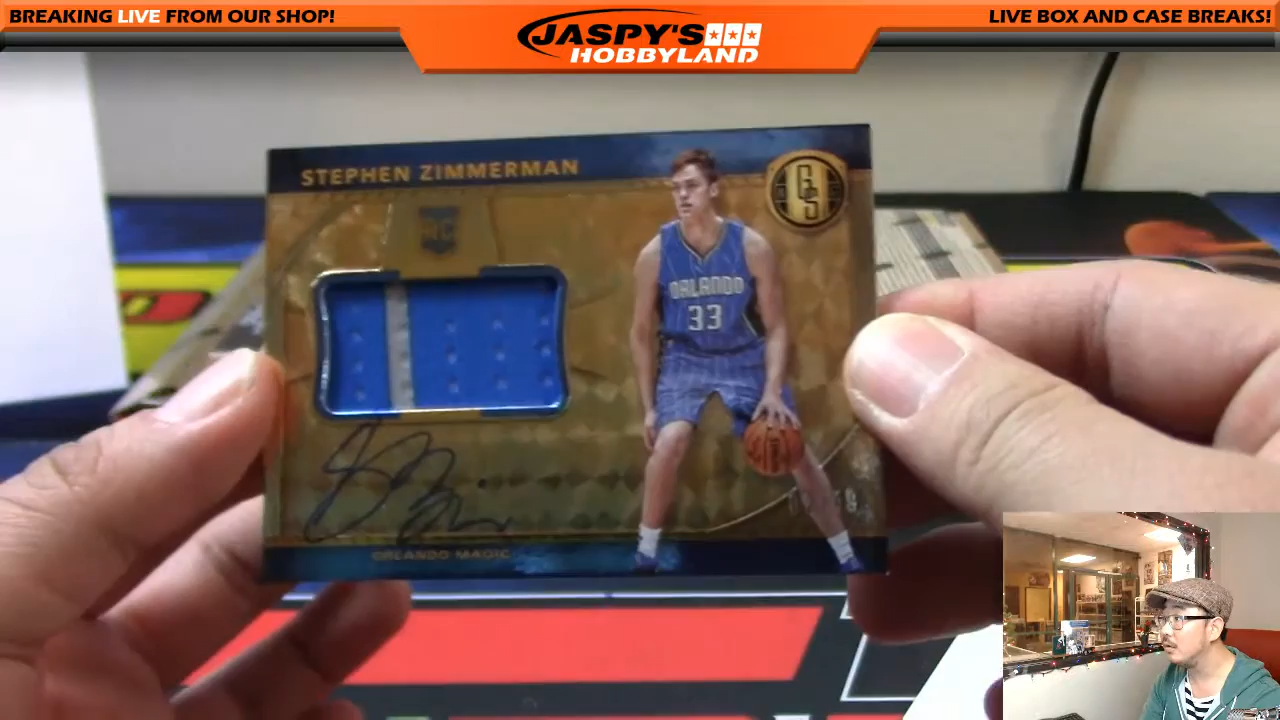 BREAKING LIVE FROM OUR SHOP!
JASPY'S
HOBBYLAND
LIVE BOX AND CASE BREAKS!
STEPHEN ZIMMERMAN
RC
GS
ORLANDO
33
ORLANDO MAGIC